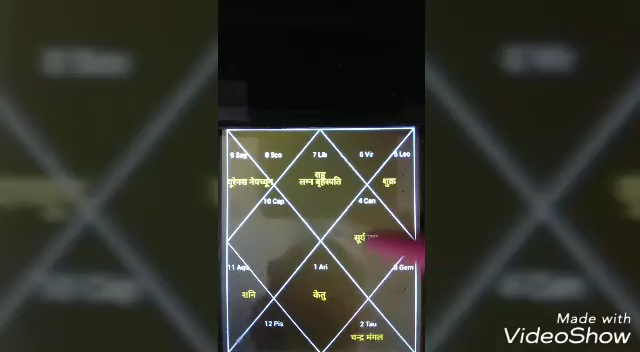 9 Sag 8 Sco 7 Lib 6 Vir 5 Leo
राहू
यूरेनस नेपच्यून लग्न बृहस्पति शुक्र
10 Cap 4 Can
सूर्य
11 Aqu 1 Ari 3 Gem
शनि केतु
12 Pis 2 Tau
चन्द्र मंगल
Made with
VideoShow